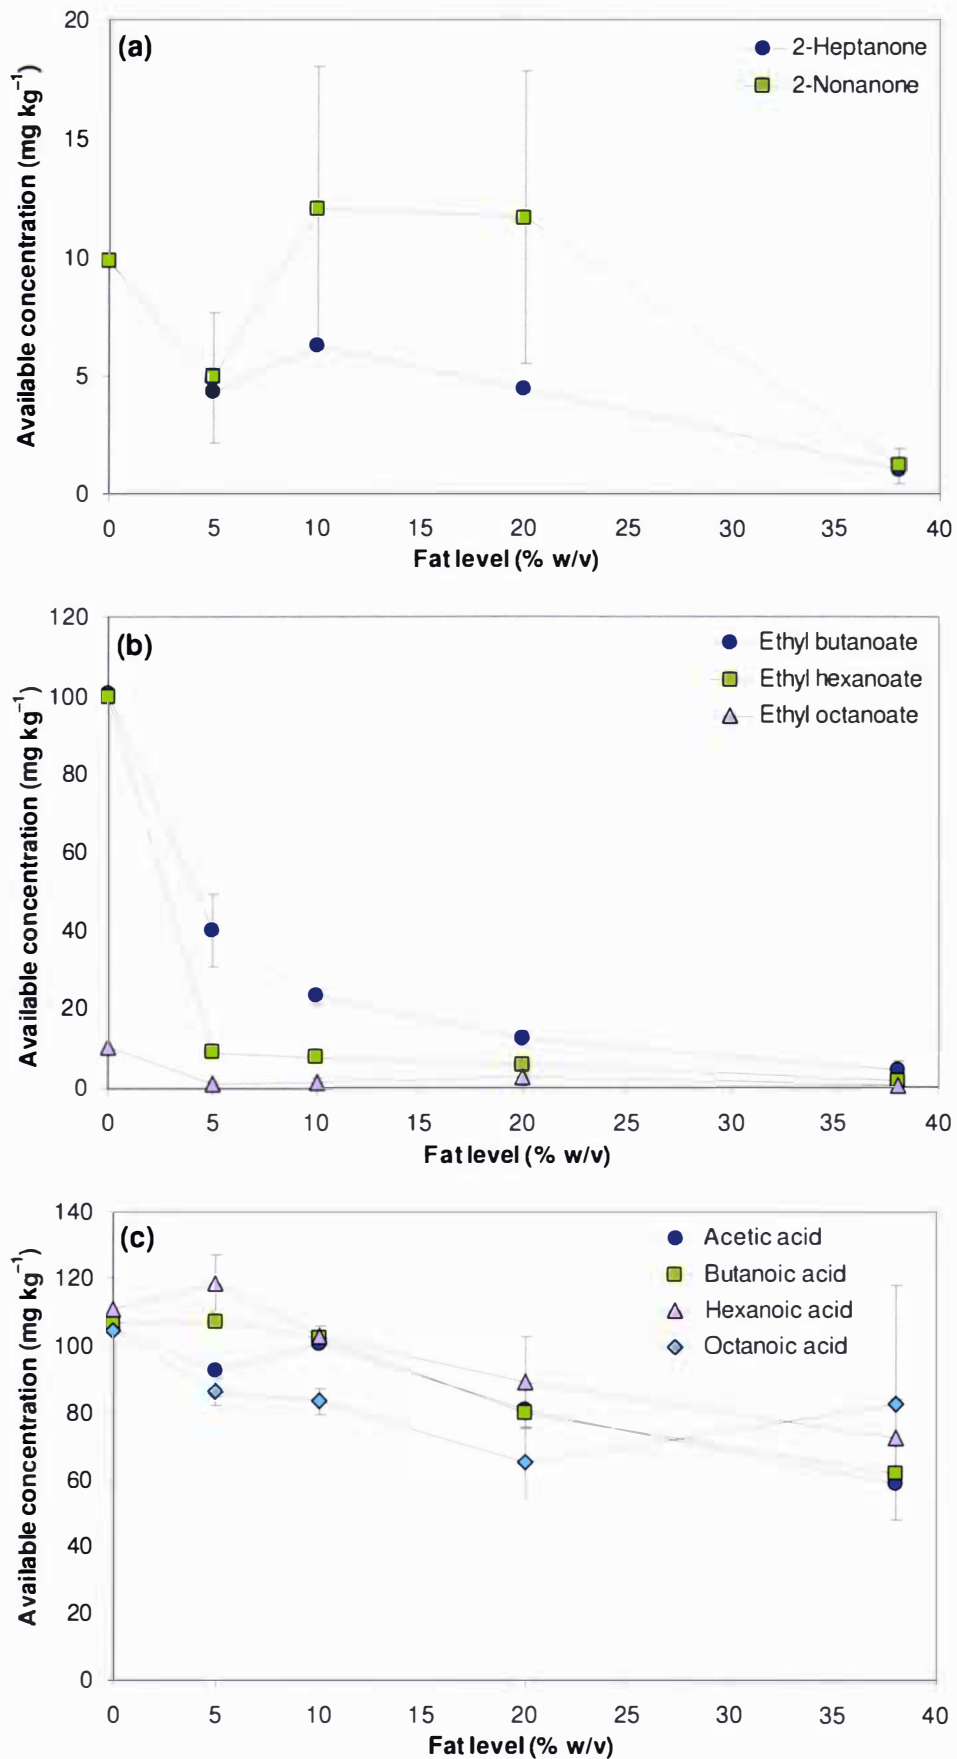 (a)
2-Heptanone
2-Nonanone
Available concentration (mg kg⁻¹)
20
15
10
5
0
0 5 10 15 20 25 30 35 40
Fat level (% w/v)
(b)
Ethyl butanoate
Ethyl hexanoate
Ethyl octanoate
Available concentration (mg kg⁻¹)
120
100
80
60
40
20
0
0 5 10 15 20 25 30 35 40
Fat level (% w/v)
(c)
Acetic acid
Butanoic acid
Hexanoic acid
Octanoic acid
Available concentration (mg kg⁻¹)
140
120
100
80
60
40
20
0
0 5 10 15 20 25 30 35 40
Fat level (% w/v)